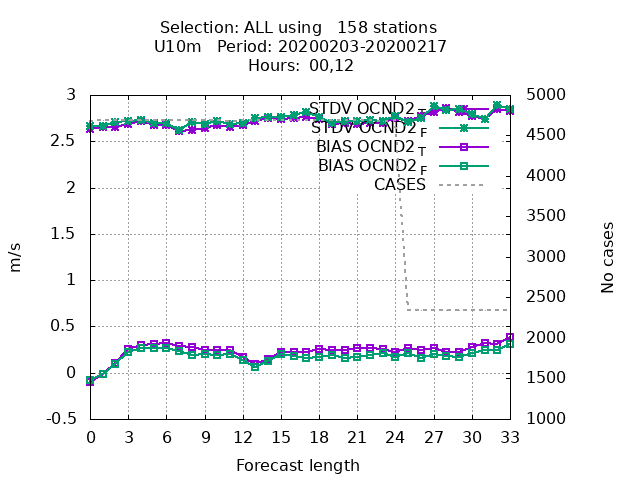 Selection: ALL using   158 stations
U10m   Period: 20200203-20200217
Hours:  00,12
3
2.5
2
1.5
1
0.5
0
-0.5
m/s
STDV OCND2 T
STDV OCND2 F
BIAS OCND2 T
BIAS OCND2 F
CASES
5000
4500
4000
3500
3000
2500
2000
1500
1000
No cases
0 3 6 9 12 15 18 21 24 27 30 33
Forecast length